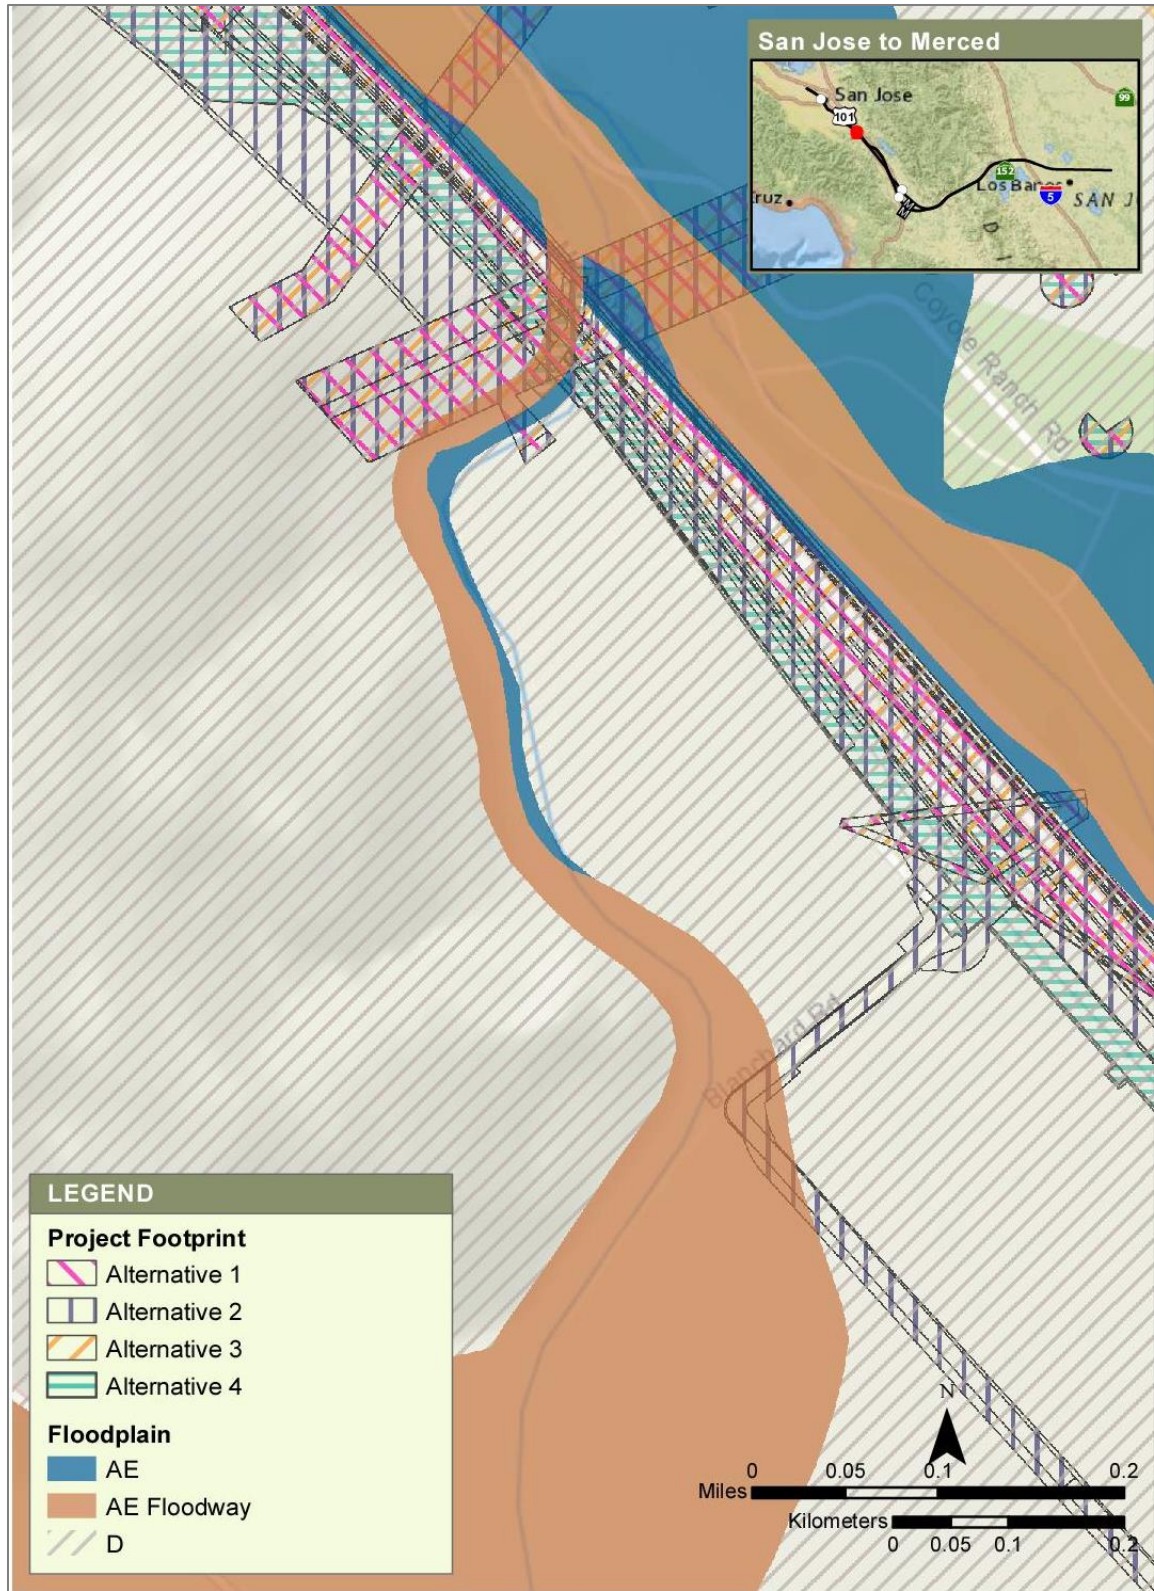 San Jose to Merced
San Jose
101
99
152
Los Banos
5
SAN J
ruz
Coyote Ranch Rd
Blanchard Rd
LEGEND
Project Footprint
Alternative 1
Alternative 2
Alternative 3
Alternative 4
Floodplain
AE
AE Floodway
D
N
0 0.05 0.1 0.2
Miles
Kilometers
0 0.05 0.1 0.2